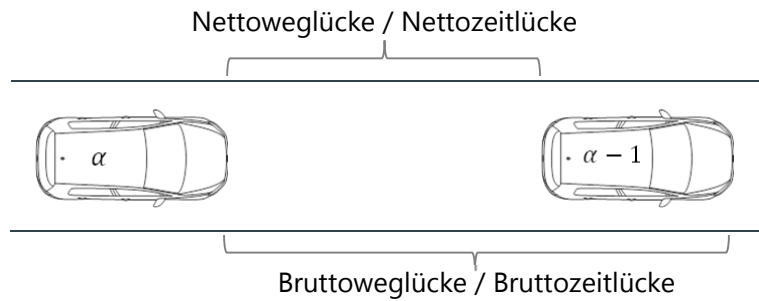 Nettoweglücke / Nettozeitlücke
α
α − 1
Bruttoweglücke / Bruttozeitlücke